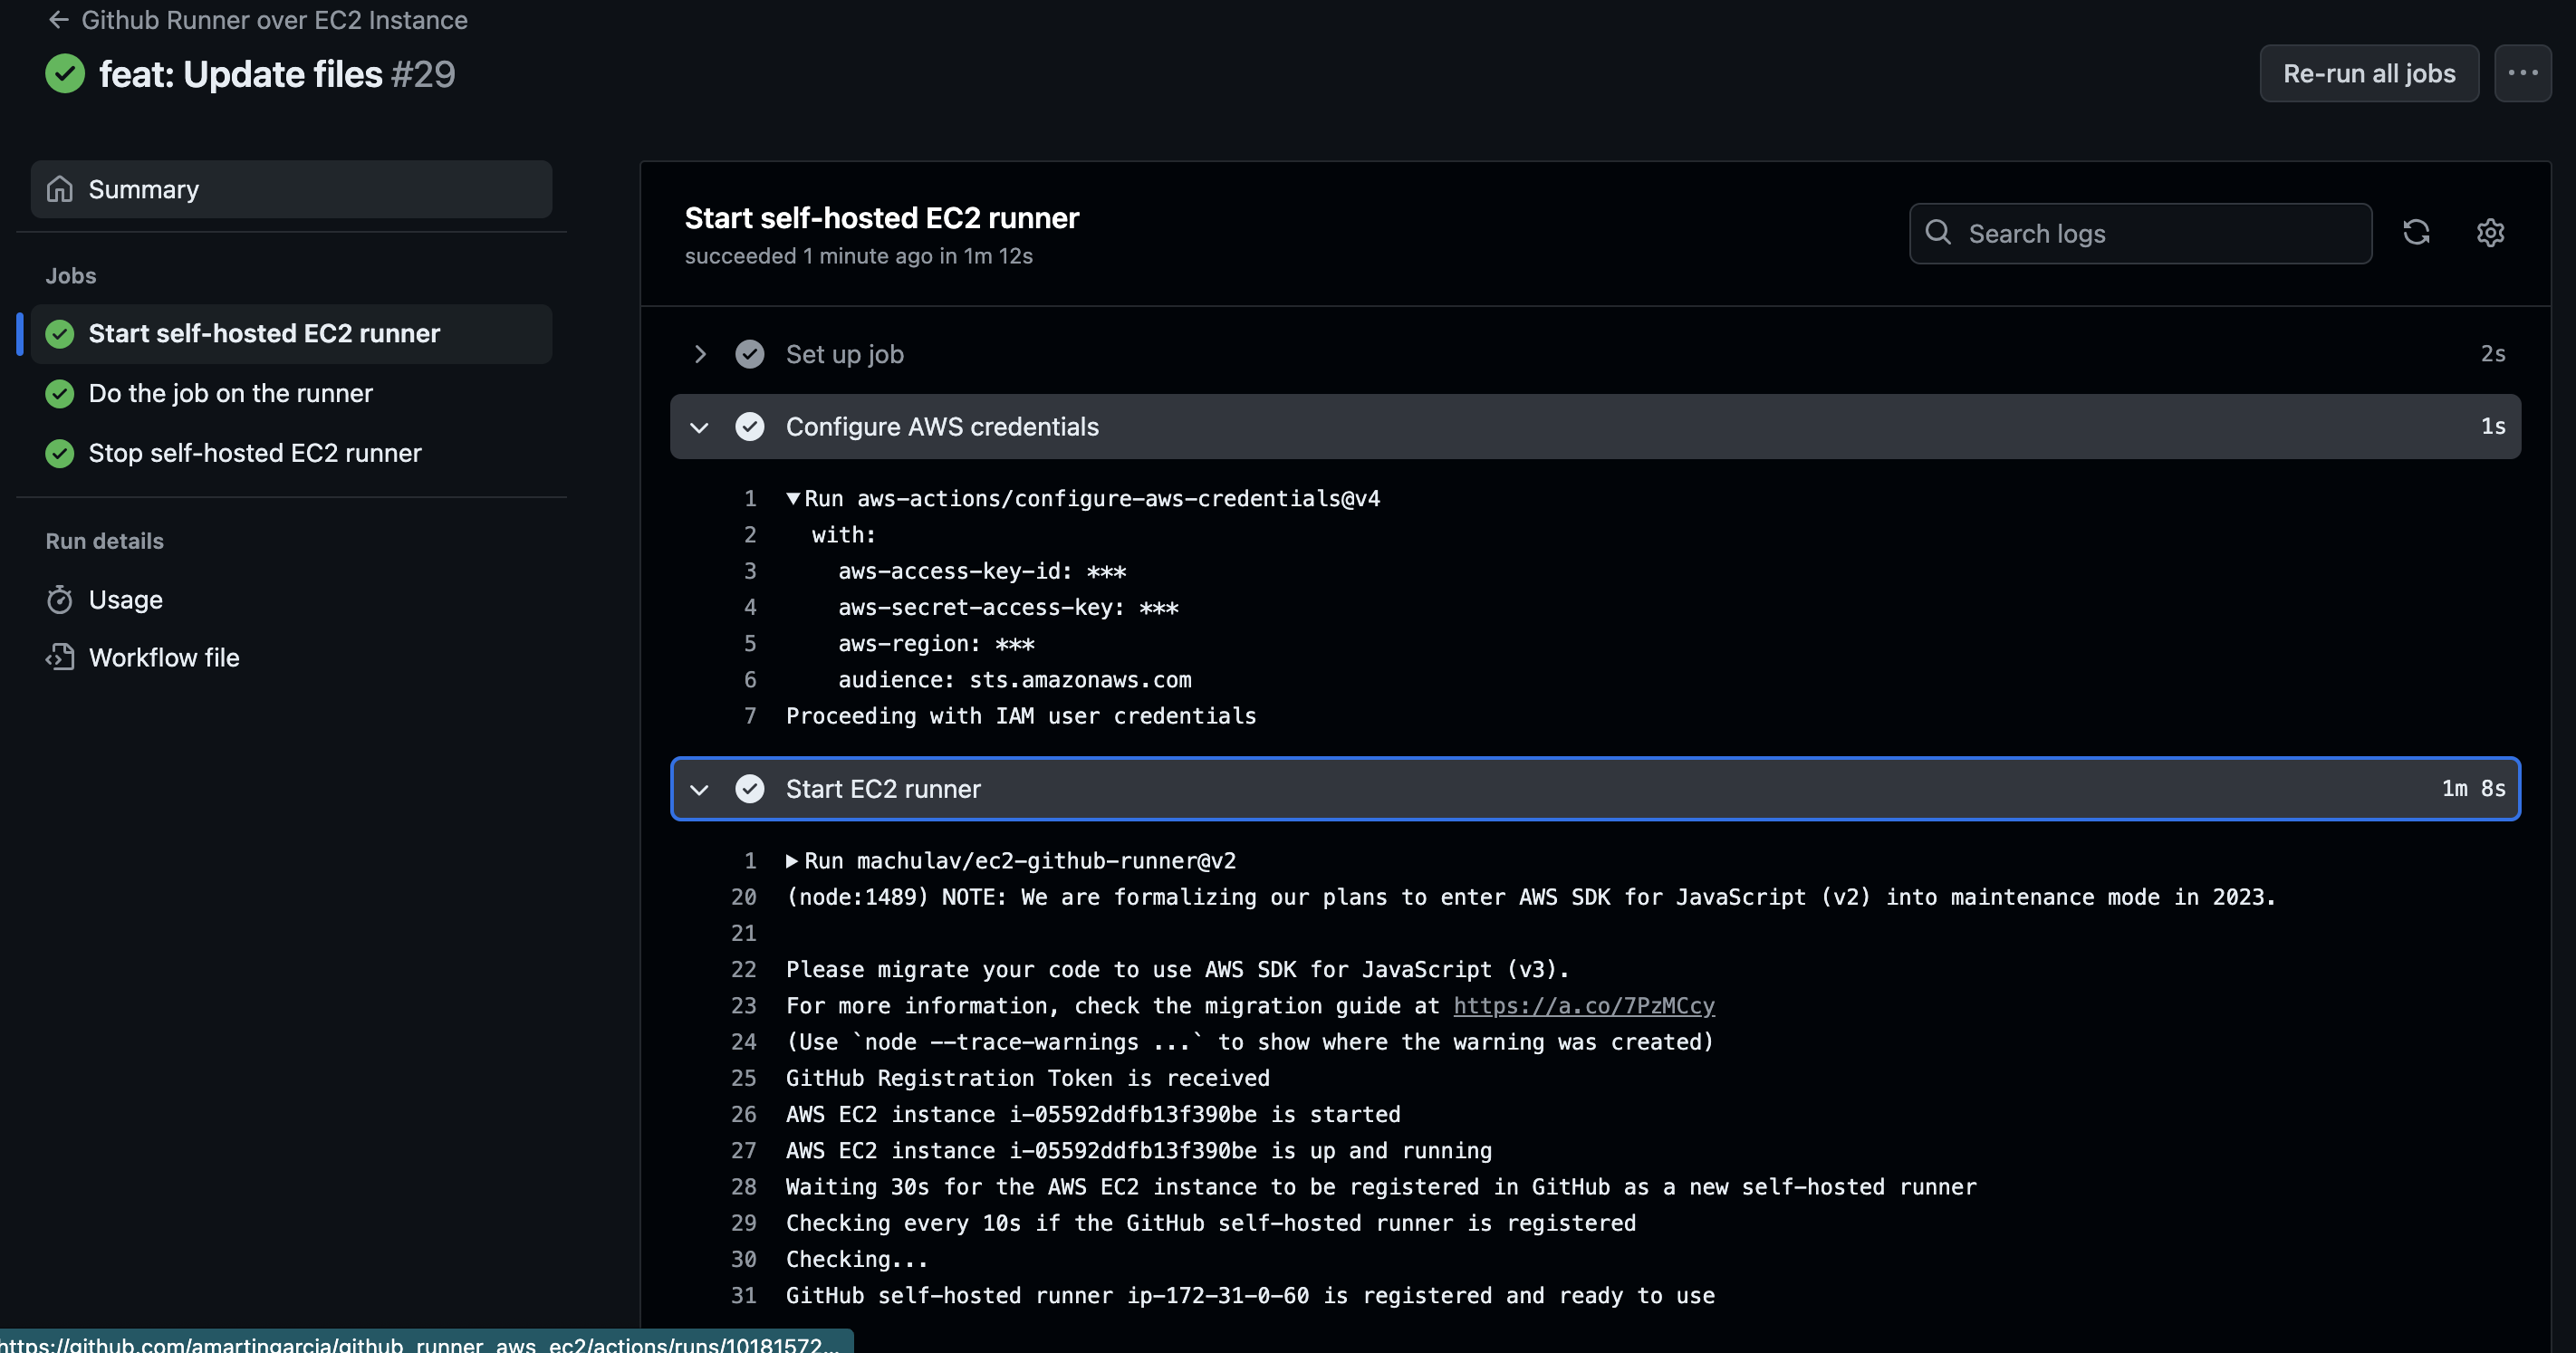 Github Runner over EC2 Instance
feat: Update files #29
Re-run all jobs
Summary
Jobs
Start self-hosted EC2 runner
Do the job on the runner
Stop self-hosted EC2 runner
Run details
Usage
Workflow file
Start self-hosted EC2 runner
succeeded 1 minute ago in 1m 12s
Search logs
Set up job 2s
Configure AWS credentials 1s
1 Run aws-actions/configure-aws-credentials@v4
2 with:
3 aws-access-key-id: ***
4 aws-secret-access-key: ***
5 aws-region: ***
6 audience: sts.amazonaws.com
7 Proceeding with IAM user credentials
Start EC2 runner 1m 8s
1 Run machulav/ec2-github-runner@v2
20 (node:1489) NOTE: We are formalizing our plans to enter AWS SDK for JavaScript (v2) into maintenance mode in 2023.
21
22 Please migrate your code to use AWS SDK for JavaScript (v3).
23 For more information, check the migration guide at https://a.co/7PzMCcy
24 (Use `node --trace-warnings ...` to show where the warning was created)
25 GitHub Registration Token is received
26 AWS EC2 instance i-05592ddfb13f390be is started
27 AWS EC2 instance i-05592ddfb13f390be is up and running
28 Waiting 30s for the AWS EC2 instance to be registered in GitHub as a new self-hosted runner
29 Checking every 10s if the GitHub self-hosted runner is registered
30 Checking...
31 GitHub self-hosted runner ip-172-31-0-60 is registered and ready to use
https://github.com/amartingarcia/github_runner_aws_ec2/actions/runs/10181572...